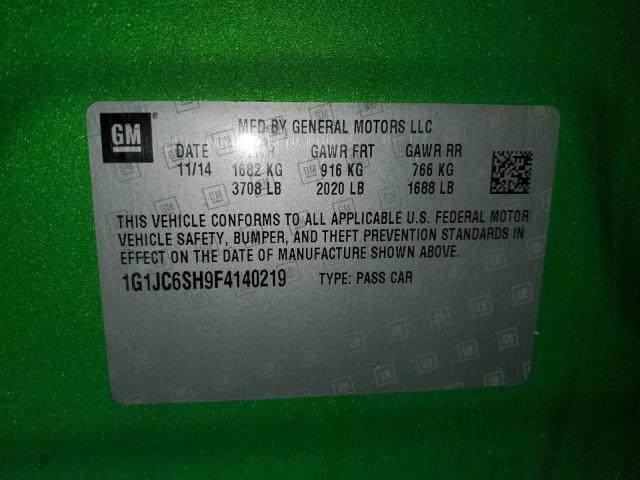 GM
MFD BY GENERAL MOTORS LLC
DATE GAWR FRT GAWR RR
11/14 1682 KG 916 KG 766 KG
3708 LB 2020 LB 1688 LB
THIS VEHICLE CONFORMS TO ALL APPLICABLE U.S. FEDERAL MOTOR
VEHICLE SAFETY, BUMPER, AND THEFT PREVENTION STANDARDS IN
EFFECT ON THE DATE OF MANUFACTURE SHOWN ABOVE.
1G1JC6SH9F4140219 TYPE: PASS CAR